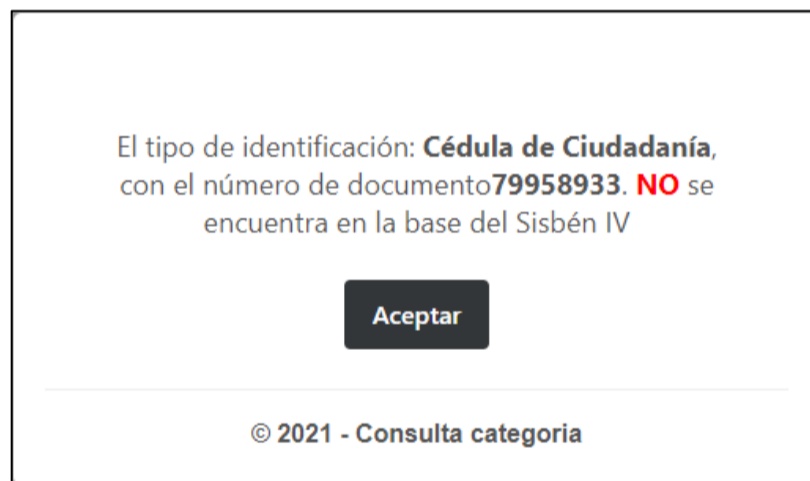 El tipo de identificación: Cédula de Ciudadanía,
con el número de documento79958933. NO se
encuentra en la base del Sisbén IV
Aceptar
© 2021 - Consulta categoria